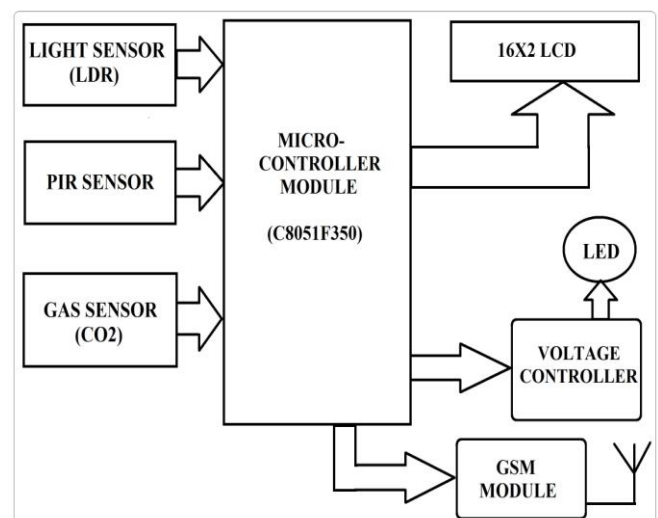 LIGHT SENSOR
(LDR)
PIR SENSOR
GAS SENSOR
(CO2)
MICRO-
CONTROLLER
MODULE
(C8051F350)
16X2 LCD
LED
VOLTAGE
CONTROLLER
GSM
MODULE